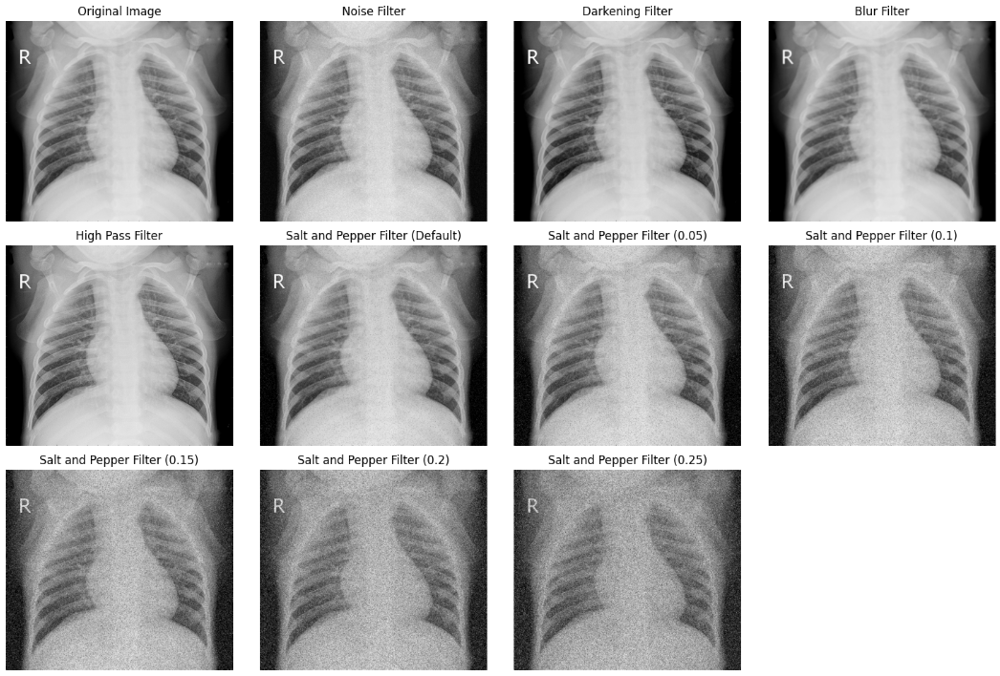 Original Image
Noise Filter
Darkening Filter
Blur Filter
R
R
R
R
High Pass Filter
Salt and Pepper Filter (Default)
Salt and Pepper Filter (0.05)
Salt and Pepper Filter (0.1)
R
R
R
R
Salt and Pepper Filter (0.15)
Salt and Pepper Filter (0.2)
Salt and Pepper Filter (0.25)
R
R
R